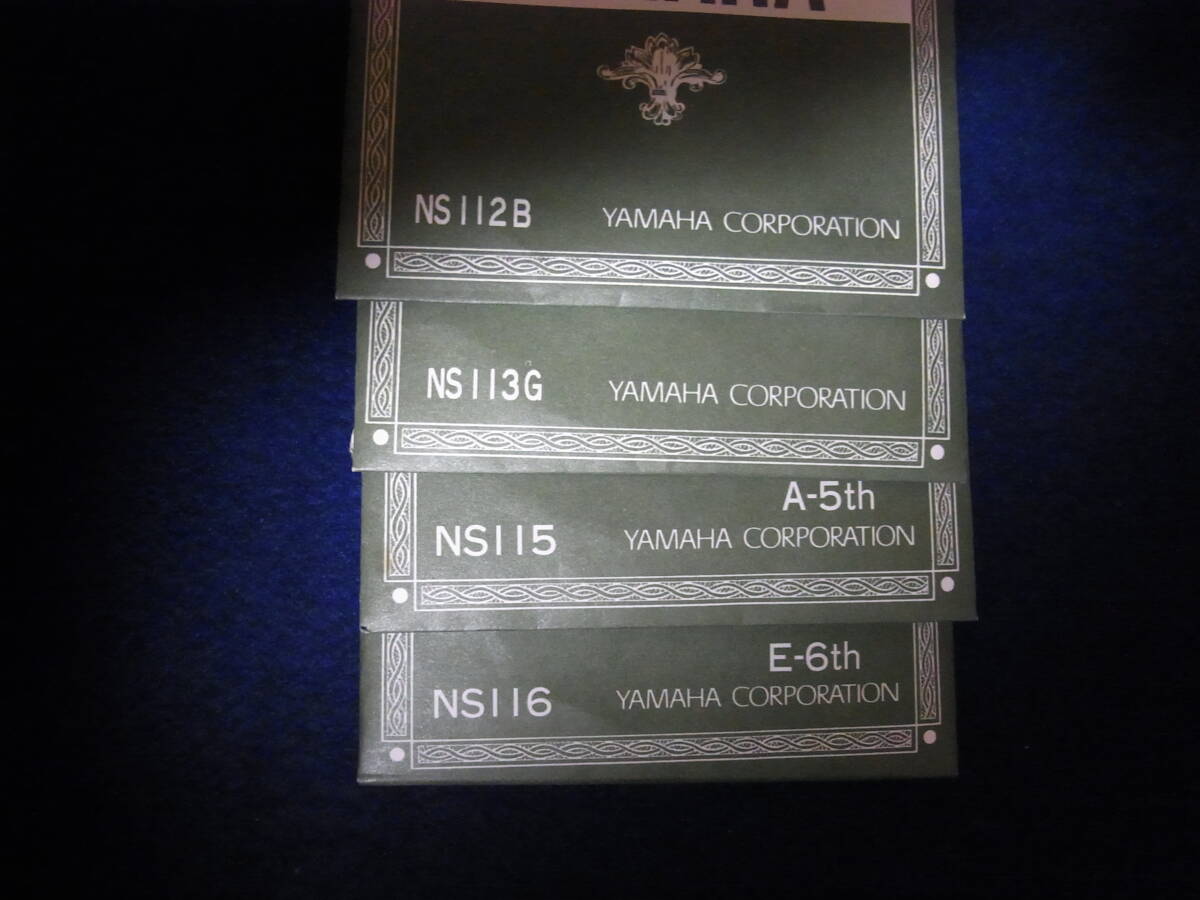 NS112B YAMAHA CORPORATION
NS113G YAMAHA CORPORATION
A-5th
NS115 YAMAHA CORPORATION
E-6th
NS116 YAMAHA CORPORATION